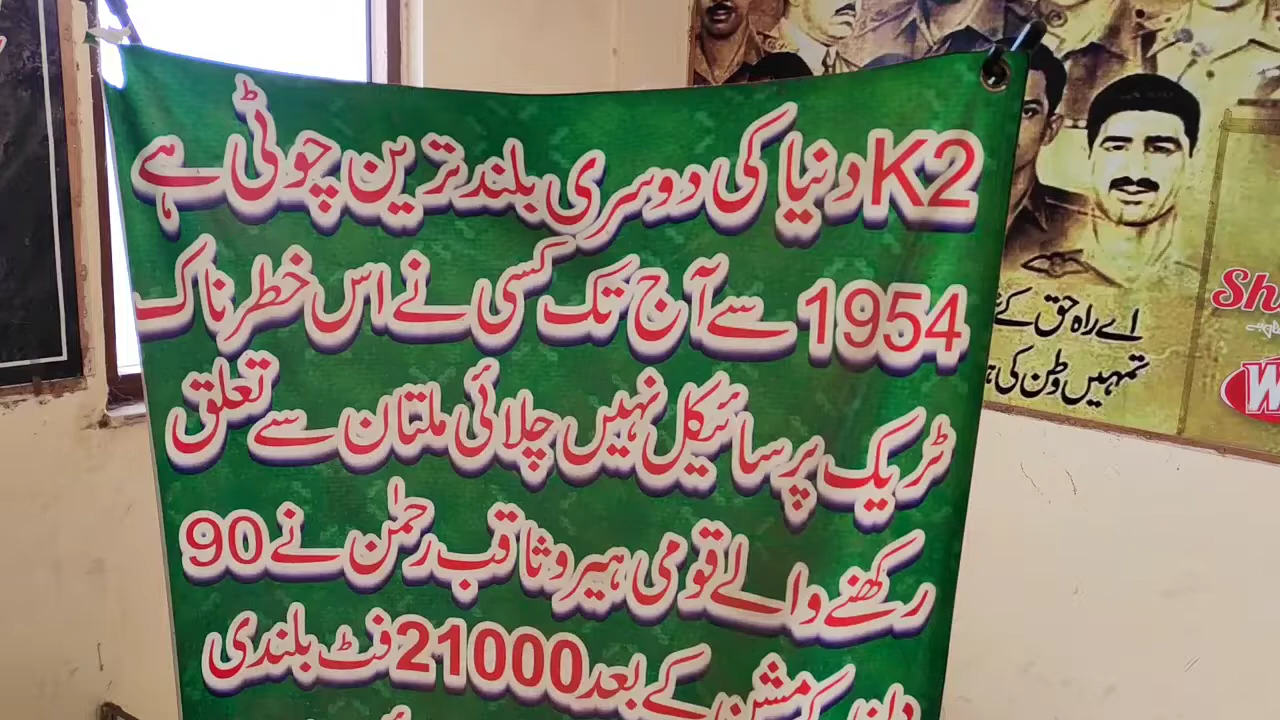 K2 دنیا کی دوسری بلند ترین چوٹی ہے
1954 سے آج تک کسی نے اس خطرناک
ٹریک پر سائیکل نہیں چلائی ملتان سے تعلق
رکھنے والے قومی ہیرو ثاقب رحمٰن نے 90
کے مشن کے بعد 21000 فٹ بلندی
اے راہ حق کے
تمہیں وطن کی
Sh
W